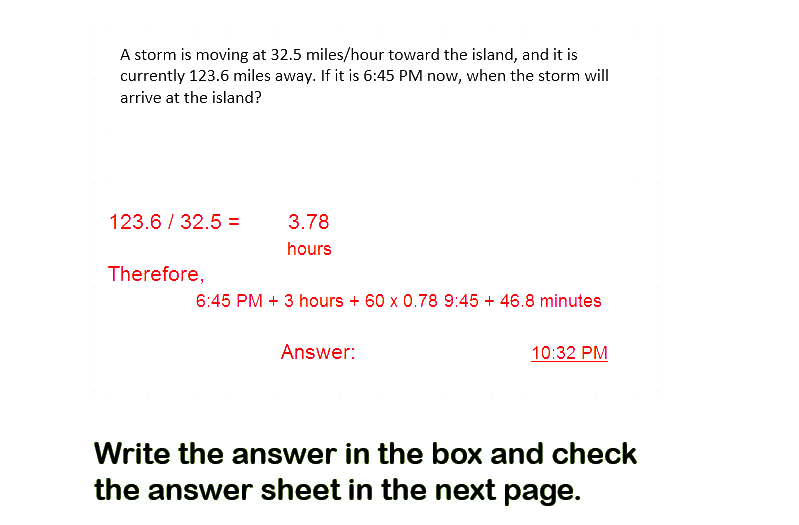 A storm is moving at 32.5 miles/hour toward the island, and it is
currently 123.6 miles away. If it is 6:45 PM now, when the storm will
arrive at the island?
123.6 / 32.5 = 3.78
hours
Therefore,
6:45 PM + 3 hours + 60 x 0.78 9:45 + 46.8 minutes
Answer: 10:32 PM
Write the answer in the box and check
the answer sheet in the next page.